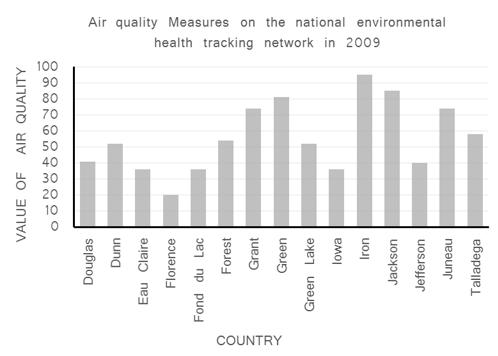 Air quality Measures on the national environmental
health tracking network in 2009
VALUE OF AIR QUALITY
100
90
80
70
60
50
40
30
20
10
0
Douglas
Dunn
Eau Claire
Florence
Fond du Lac
Forest
Grant
Green
Green Lake
Iowa
Iron
Jackson
Jefferson
Juneau
Talladega
COUNTRY